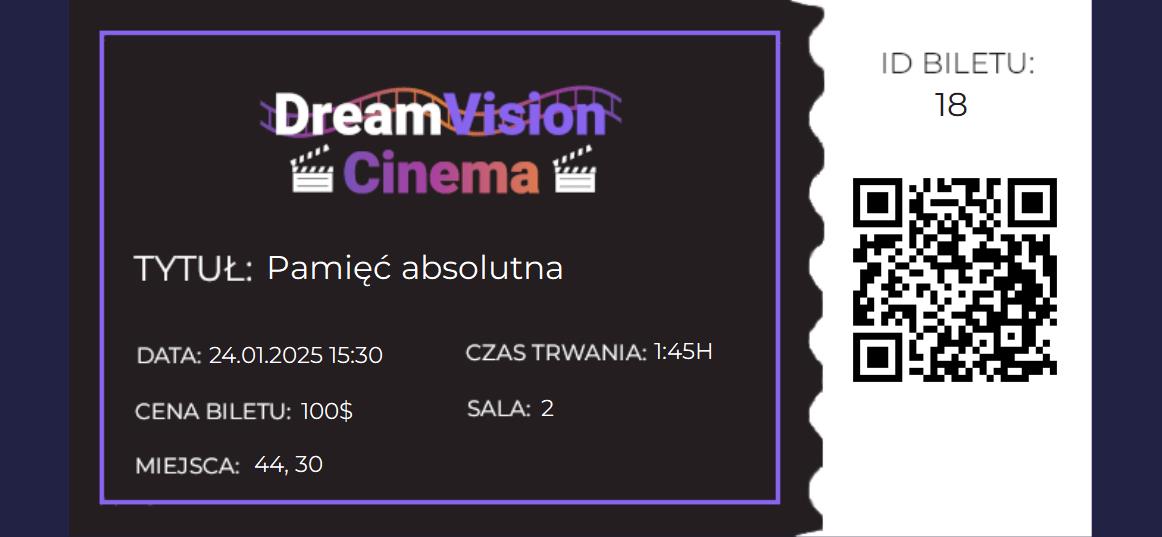 DreamVision
Cinema
TYTUŁ: Pamięć absolutna
DATA: 24.01.2025 15:30
CZAS TRWANIA: 1:45H
CENA BILETU: 100$
SALA: 2
MIEJSCA: 44, 30
ID BILETU:
18